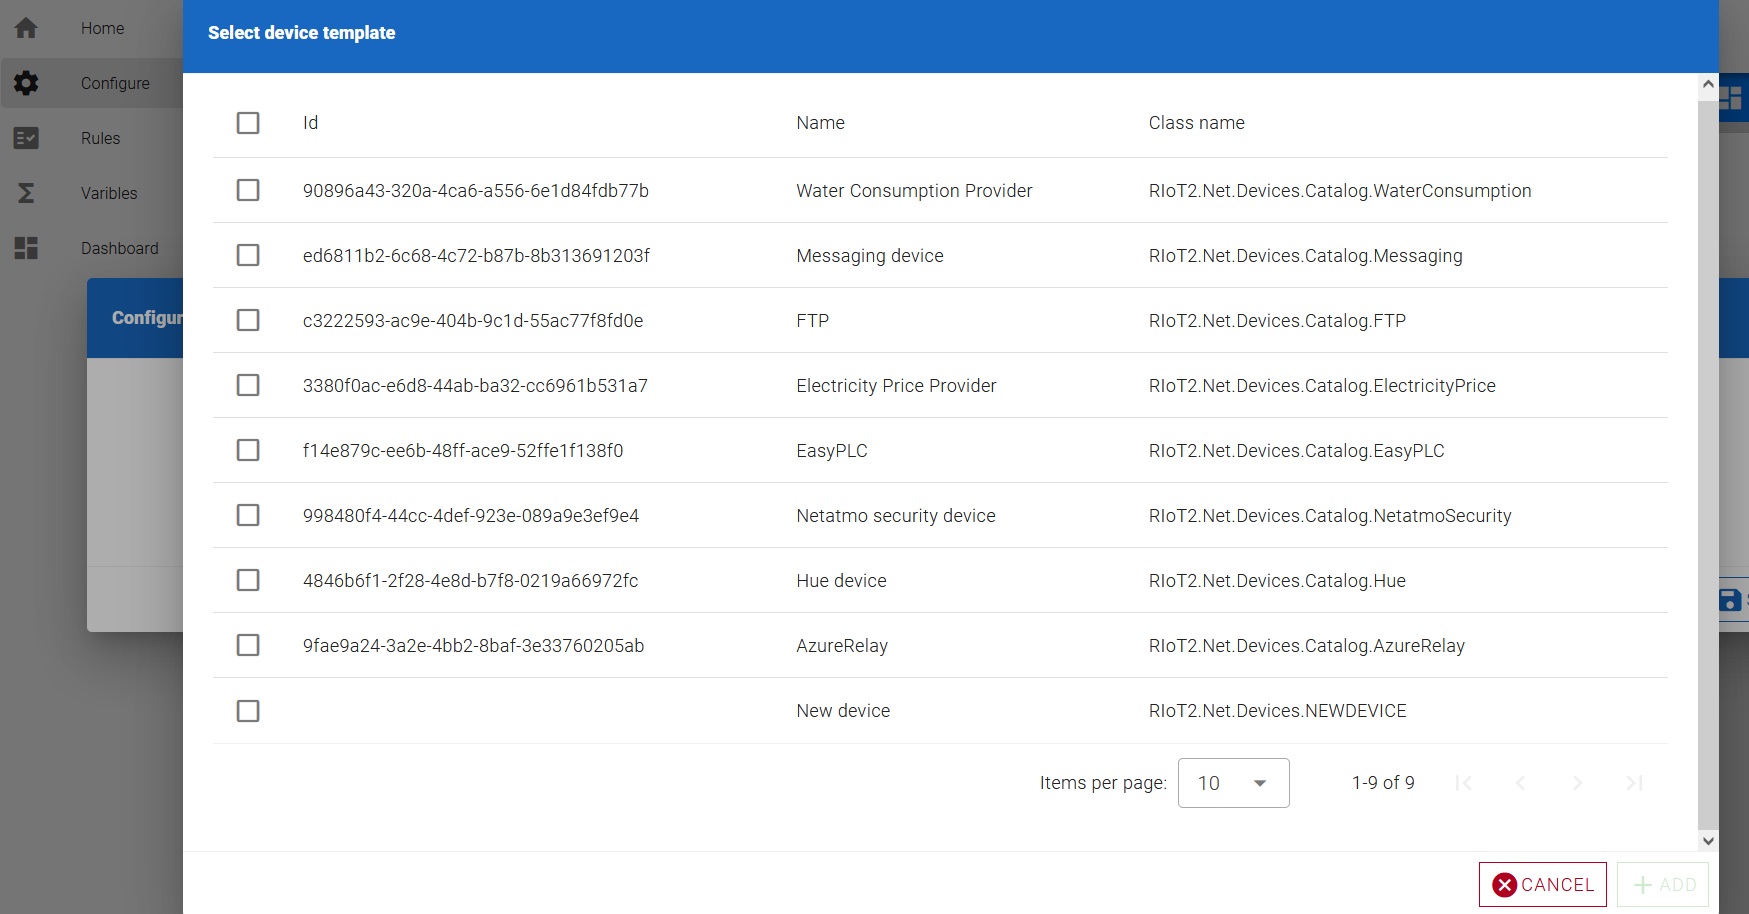 Home
Configure
Rules
Varibles
Dashboard
Configur
Select device template
Id Name Class name
90896a43-320a-4ca6-a556-6e1d84fdb77b Water Consumption Provider RIoT2.Net.Devices.Catalog.WaterConsumption
ed6811b2-6c68-4c72-b87b-8b313691203f Messaging device RIoT2.Net.Devices.Catalog.Messaging
c3222593-ac9e-404b-9c1d-55ac77f8fd0e FTP RIoT2.Net.Devices.Catalog.FTP
3380f0ac-e6d8-44ab-ba32-cc6961b531a7 Electricity Price Provider RIoT2.Net.Devices.Catalog.ElectricityPrice
f14e879c-ee6b-48ff-ace9-52ffe1f138f0 EasyPLC RIoT2.Net.Devices.Catalog.EasyPLC
998480f4-44cc-4def-923e-089a9e3ef9e4 Netatmo security device RIoT2.Net.Devices.Catalog.NetatmoSecurity
4846b6f1-2f28-4e8d-b7f8-0219a66972fc Hue device RIoT2.Net.Devices.Catalog.Hue
9fae9a24-3a2e-4bb2-8baf-3e33760205ab AzureRelay RIoT2.Net.Devices.Catalog.AzureRelay
New device RIoT2.Net.Devices.NEWDEVICE
Items per page: 10 1-9 of 9
CANCEL ADD